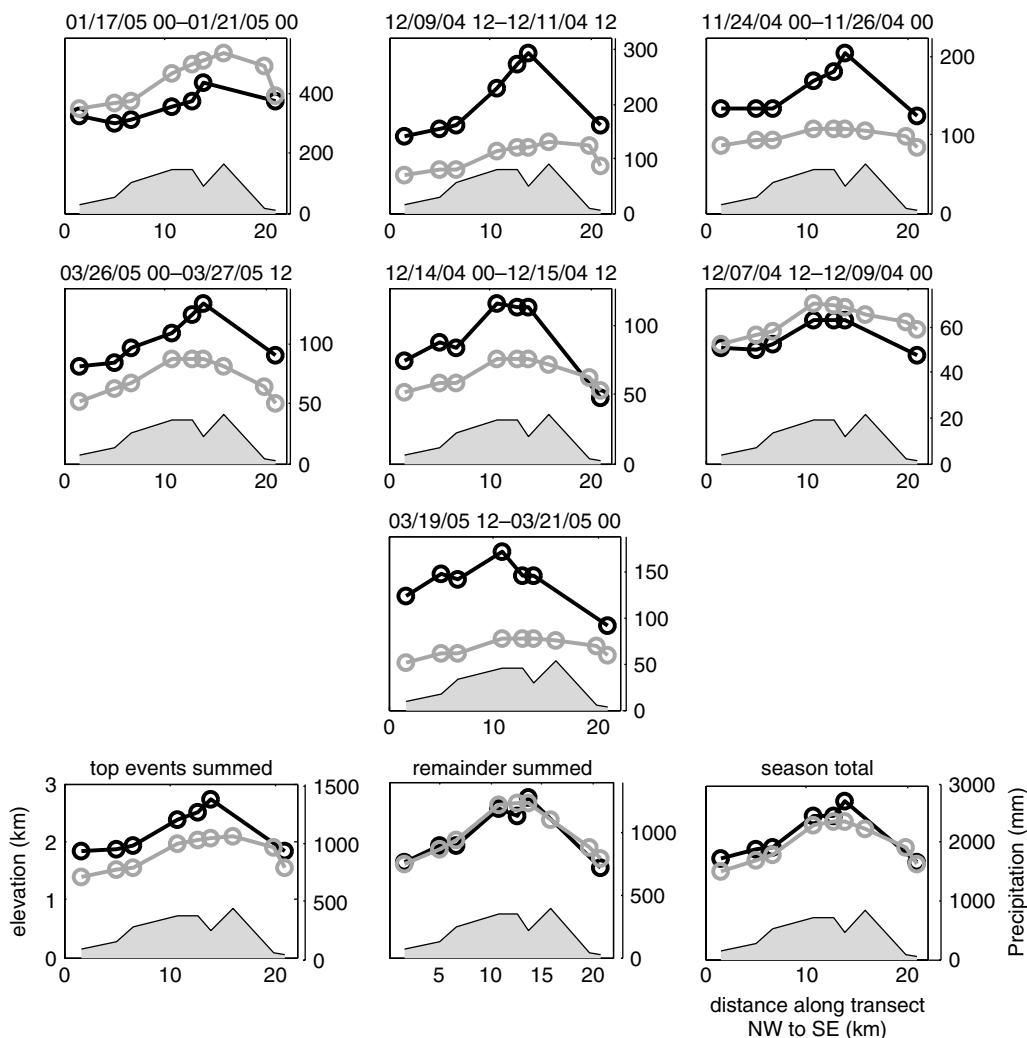 01/17/05 00–01/21/05 00
12/09/04 12–12/11/04 12
11/24/04 00–11/26/04 00
400
200
0
0 10 20
300
200
100
0
0 10 20
200
100
0
0 10 20
03/26/05 00–03/27/05 12
12/14/04 00–12/15/04 12
12/07/04 12–12/09/04 00
100
50
0
0 10 20
100
50
0
0 10 20
60
40
20
0
0 10 20
03/19/05 12–03/21/05 00
150
100
50
0
0 10 20
top events summed
remainder summed
season total
elevation (km)
3
2
1
0
1500
1000
500
0
0 10 20
1000
500
0
5 10 15 20
3000
2000
1000
0
0 10 20
Precipitation (mm)
distance along transect
NW to SE (km)